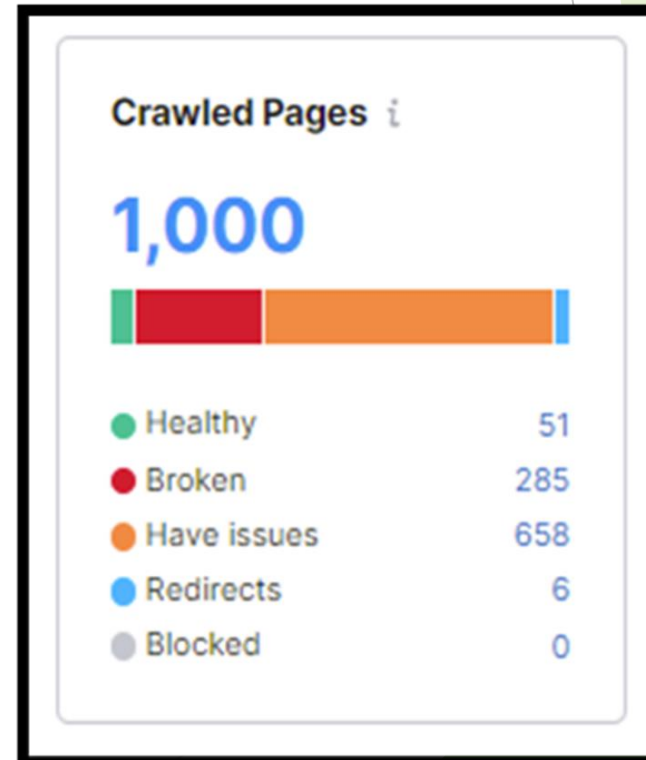 Crawled Pages i
1,000
Healthy 51
Broken 285
Have issues 658
Redirects 6
Blocked 0